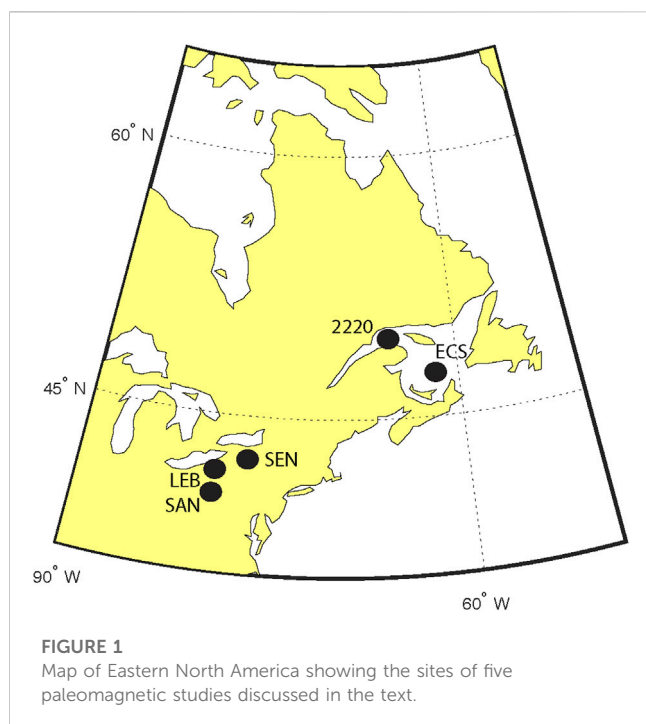 60° N
2220
ECS
45° N
SEN
LEB
SAN
90° W
60° W
FIGURE 1
Map of Eastern North America showing the sites of five
paleomagnetic studies discussed in the text.